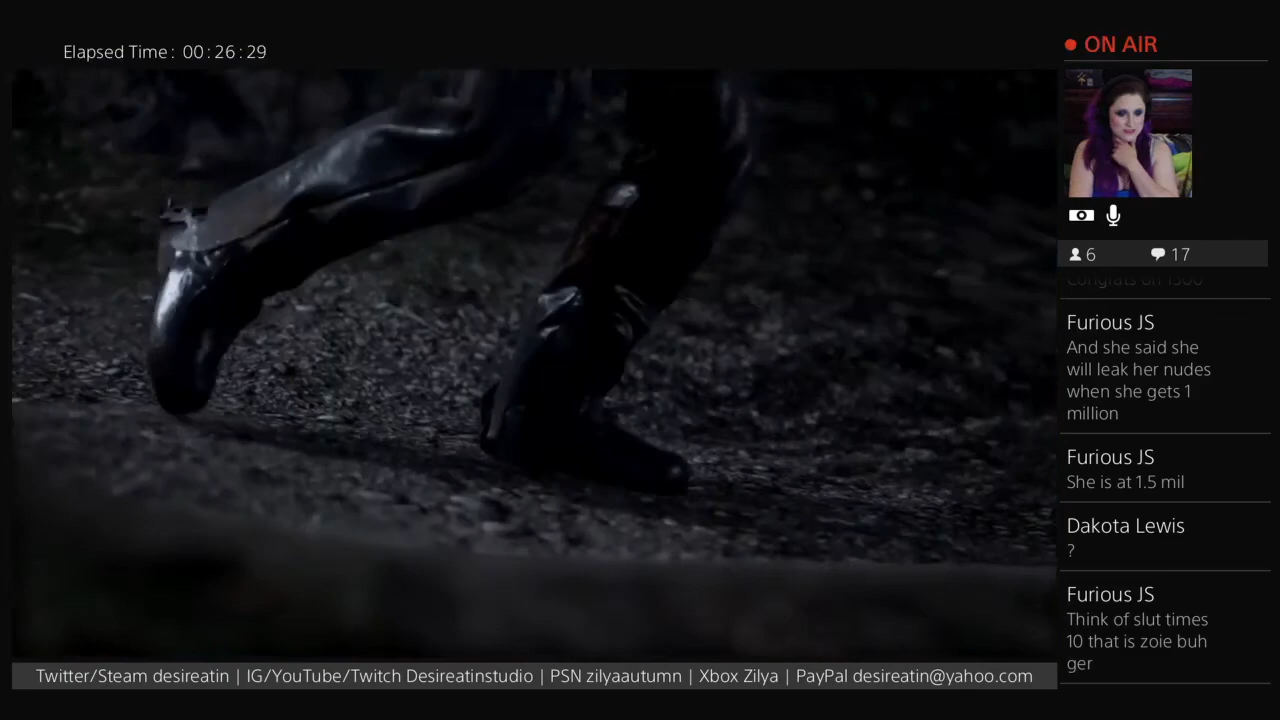 Elapsed Time: 00:26:29
ON AIR
6 17
Congrats on 1300
Furious JS
And she said she
will leak her nudes
when she gets 1
million
Furious JS
She is at 1.5 mil
Dakota Lewis
?
Furious JS
Think of slut times
10 that is zoie buh
ger
Twitter/Steam desireatin | IG/YouTube/Twitch Desireatinstudio | PSN zilyaautumn | Xbox Zilya | PayPal desireatin@yahoo.com